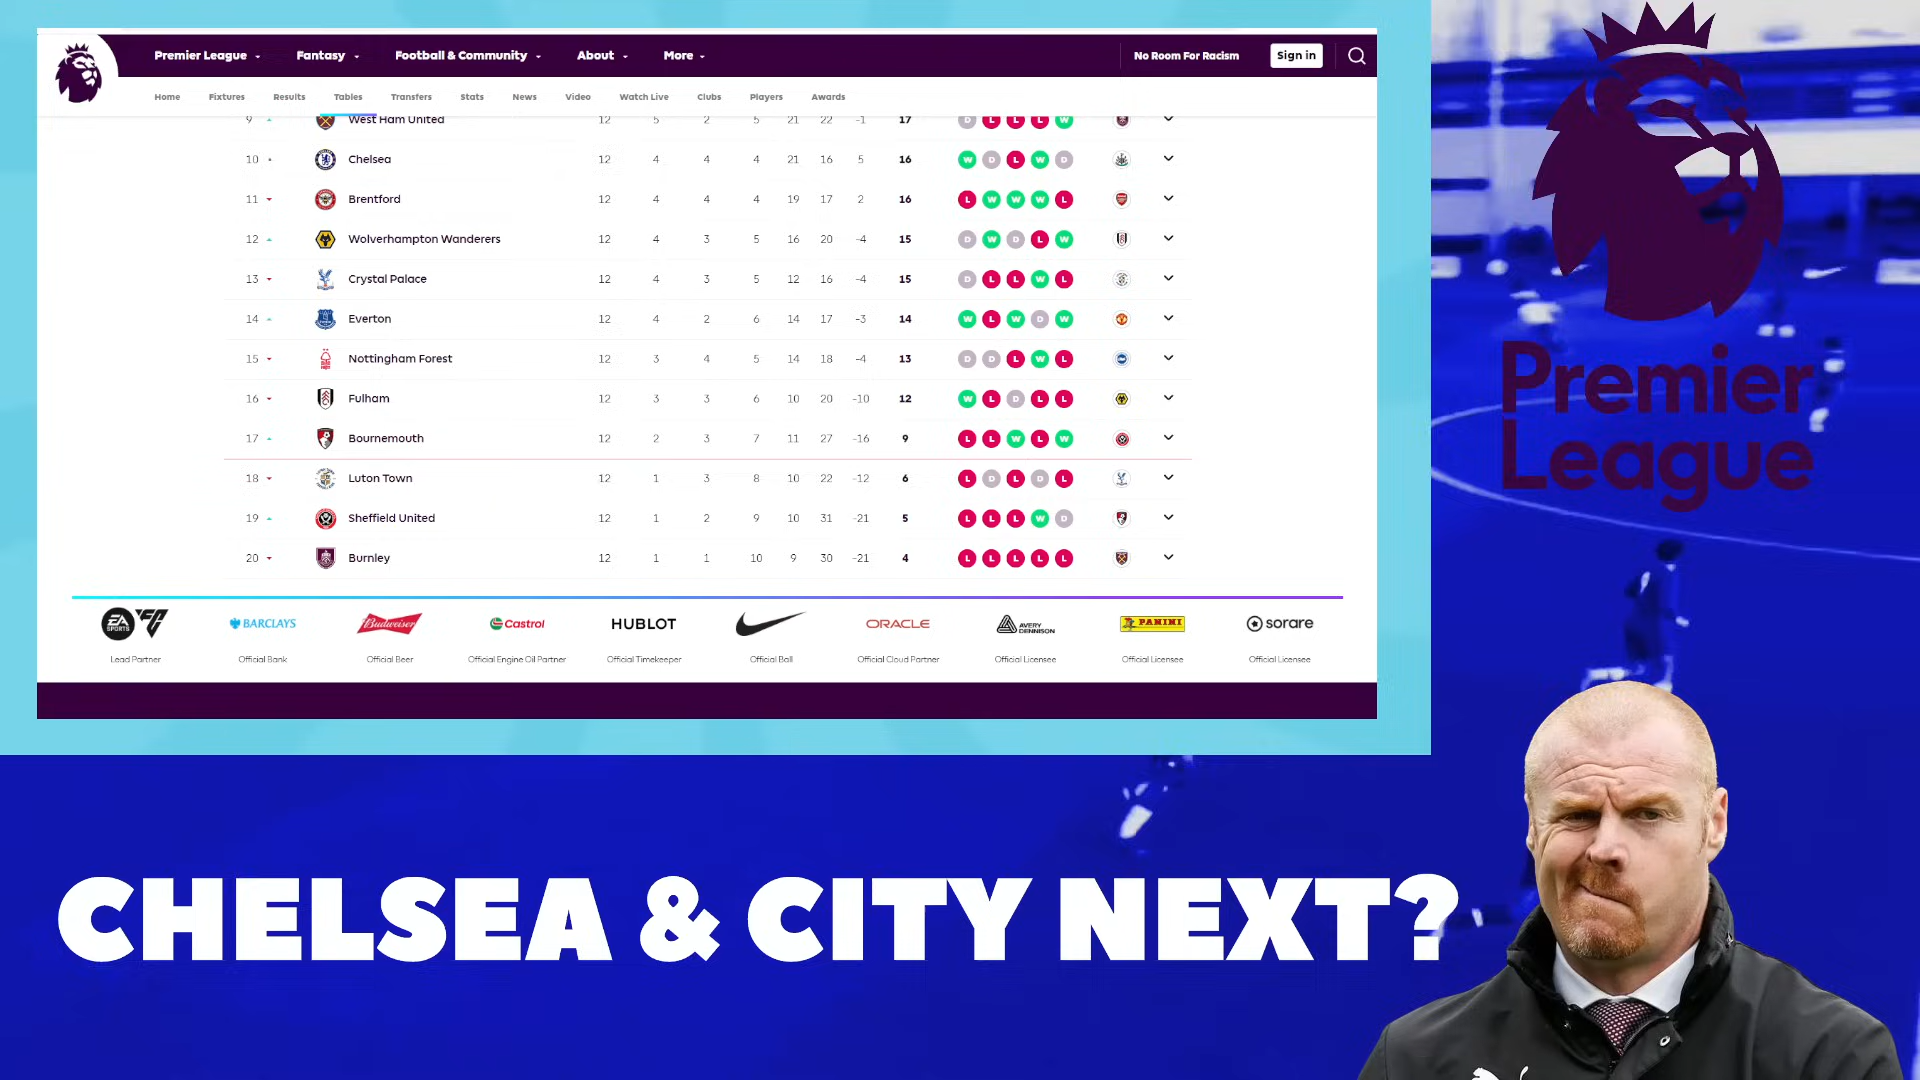 Premier League Fantasy Football & Community About More No Room For Racism Sign in
Home Fixtures Results Tables Transfers Stats News Video Watch Live Clubs Players Awards
9 West Ham United 12 5 2 5 21 22 -1 17 D L L L W
10 Chelsea 12 4 4 4 21 16 5 16 W D L W D
11 Brentford 12 4 4 4 19 17 2 16 L W W W L
12 Wolverhampton Wanderers 12 4 3 5 16 20 -4 15 D W D L W
13 Crystal Palace 12 4 3 5 12 16 -4 15 D L L W L
14 Everton 12 4 2 6 14 17 -3 14 W L W D W
15 Nottingham Forest 12 3 4 5 14 18 -4 13 D D L W L
16 Fulham 12 3 3 6 10 20 -10 12 W L D L L
17 Bournemouth 12 2 3 7 11 27 -16 9 L L W L W
18 Luton Town 12 1 3 8 10 22 -12 6 L D L D L
19 Sheffield United 12 1 2 9 10 31 -21 5 L L L W D
20 Burnley 12 1 1 10 9 30 -21 4 L L L L L
EA SPORTS FC BARCLAYS Budweiser Castrol HUBLOT ORACLE AVERY DENNISON PANINI sorare
Lead Partner Official Bank Official Beer Official Engine Oil Partner Official Timekeeper Official Ball Official Cloud Partner Official Licensee Official Licensee Official Licensee
Premier
League
CHELSEA & CITY NEXT?